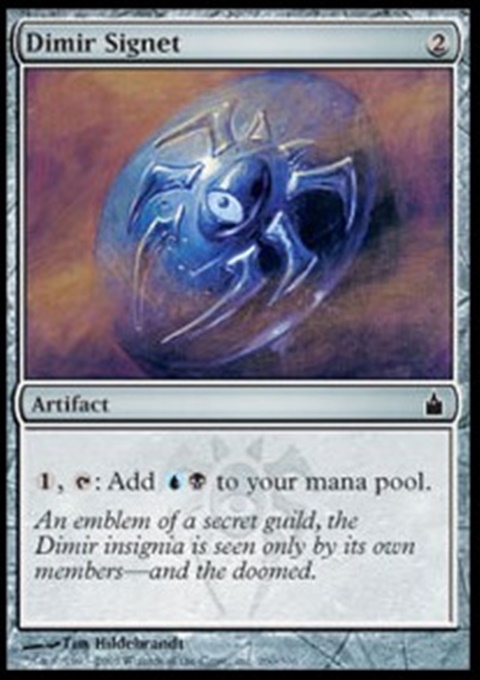 Dimir Signet 2
Artifact
1, : Add to your mana pool.
An emblem of a secret guild, the
Dimir insignia is seen only by its own
members—and the doomed.
Tim Hildebrandt